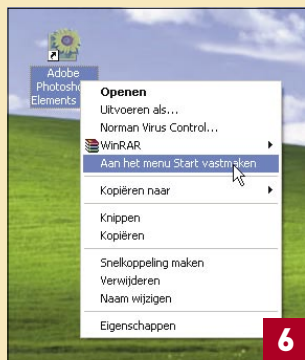 Adobe
Photosho
Elements
Openen
Uitvoeren als...
Norman Virus Control...
WinRAR
Aan het menu Start vastmaken
Kopiëren naar
Knippen
Kopiëren
Snelkoppeling maken
Verwijderen
Naam wijzigen
Eigenschappen
6